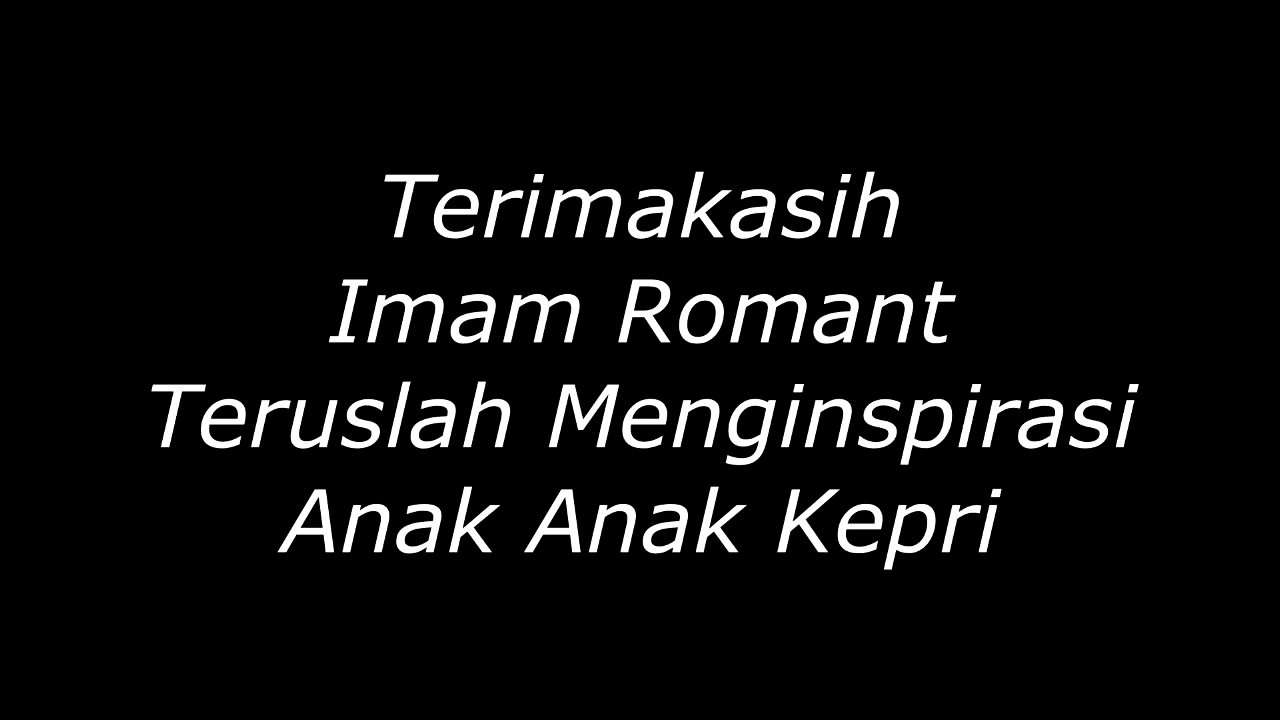 Terimakasih
Imam Romant
Teruslah Menginspirasi
Anak Anak Kepri